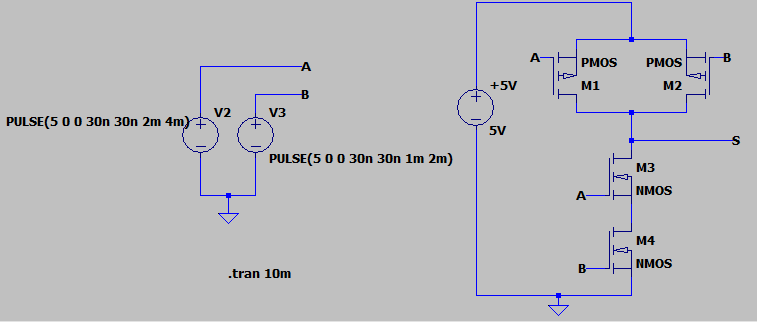 A
B
V2
V3
PULSE(5 0 0 30n 30n 2m 4m)
PULSE(5 0 0 30n 30n 1m 2m)
.tran 10m
+5V
5V
A
PMOS
M1
PMOS
M2
B
S
M3
NMOS
A
M4
NMOS
B